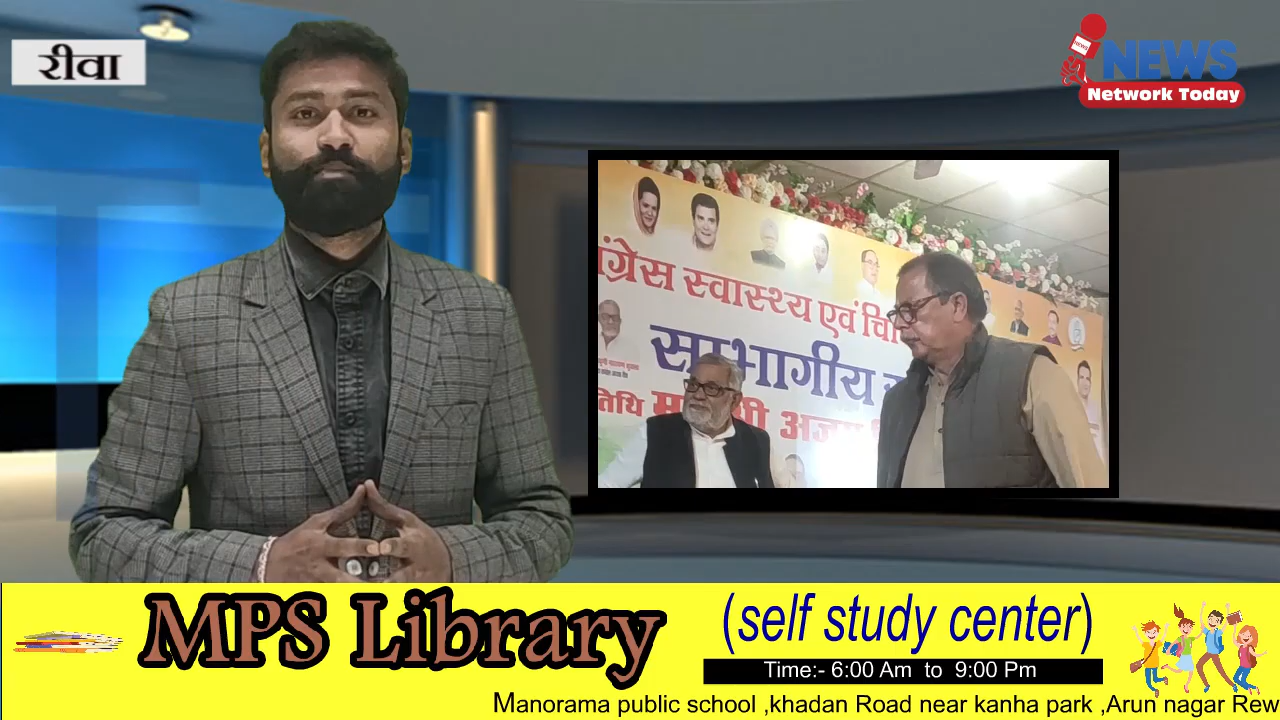 रीवा
NEWS
NEWS
Network Today
स्वास्थ्य एवं
साभागीय
MPS Library
(self study center)
Time:- 6:00 Am to 9:00 Pm
Manorama public school ,khadan Road near kanha park ,Arun nagar Rew